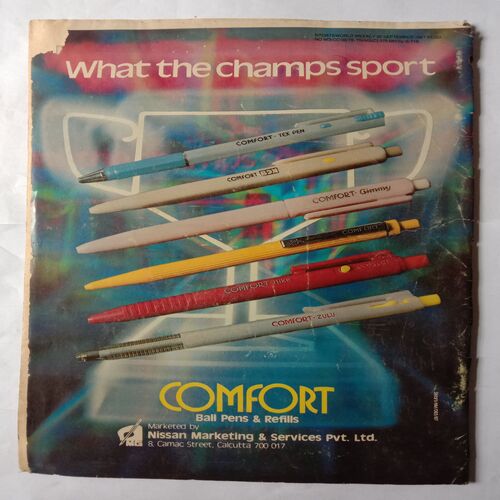 What the champs sport
COMFORT-TEX PEN
COMFORT
COMFORT-Gimmy
COMFORT
COMFORT
COMFORT-ZULU
COMFORT
Ball Pens & Refills
Marketed by
Nissan Marketing & Services Pvt. Ltd.
8, Camac Street, Calcutta 700 017